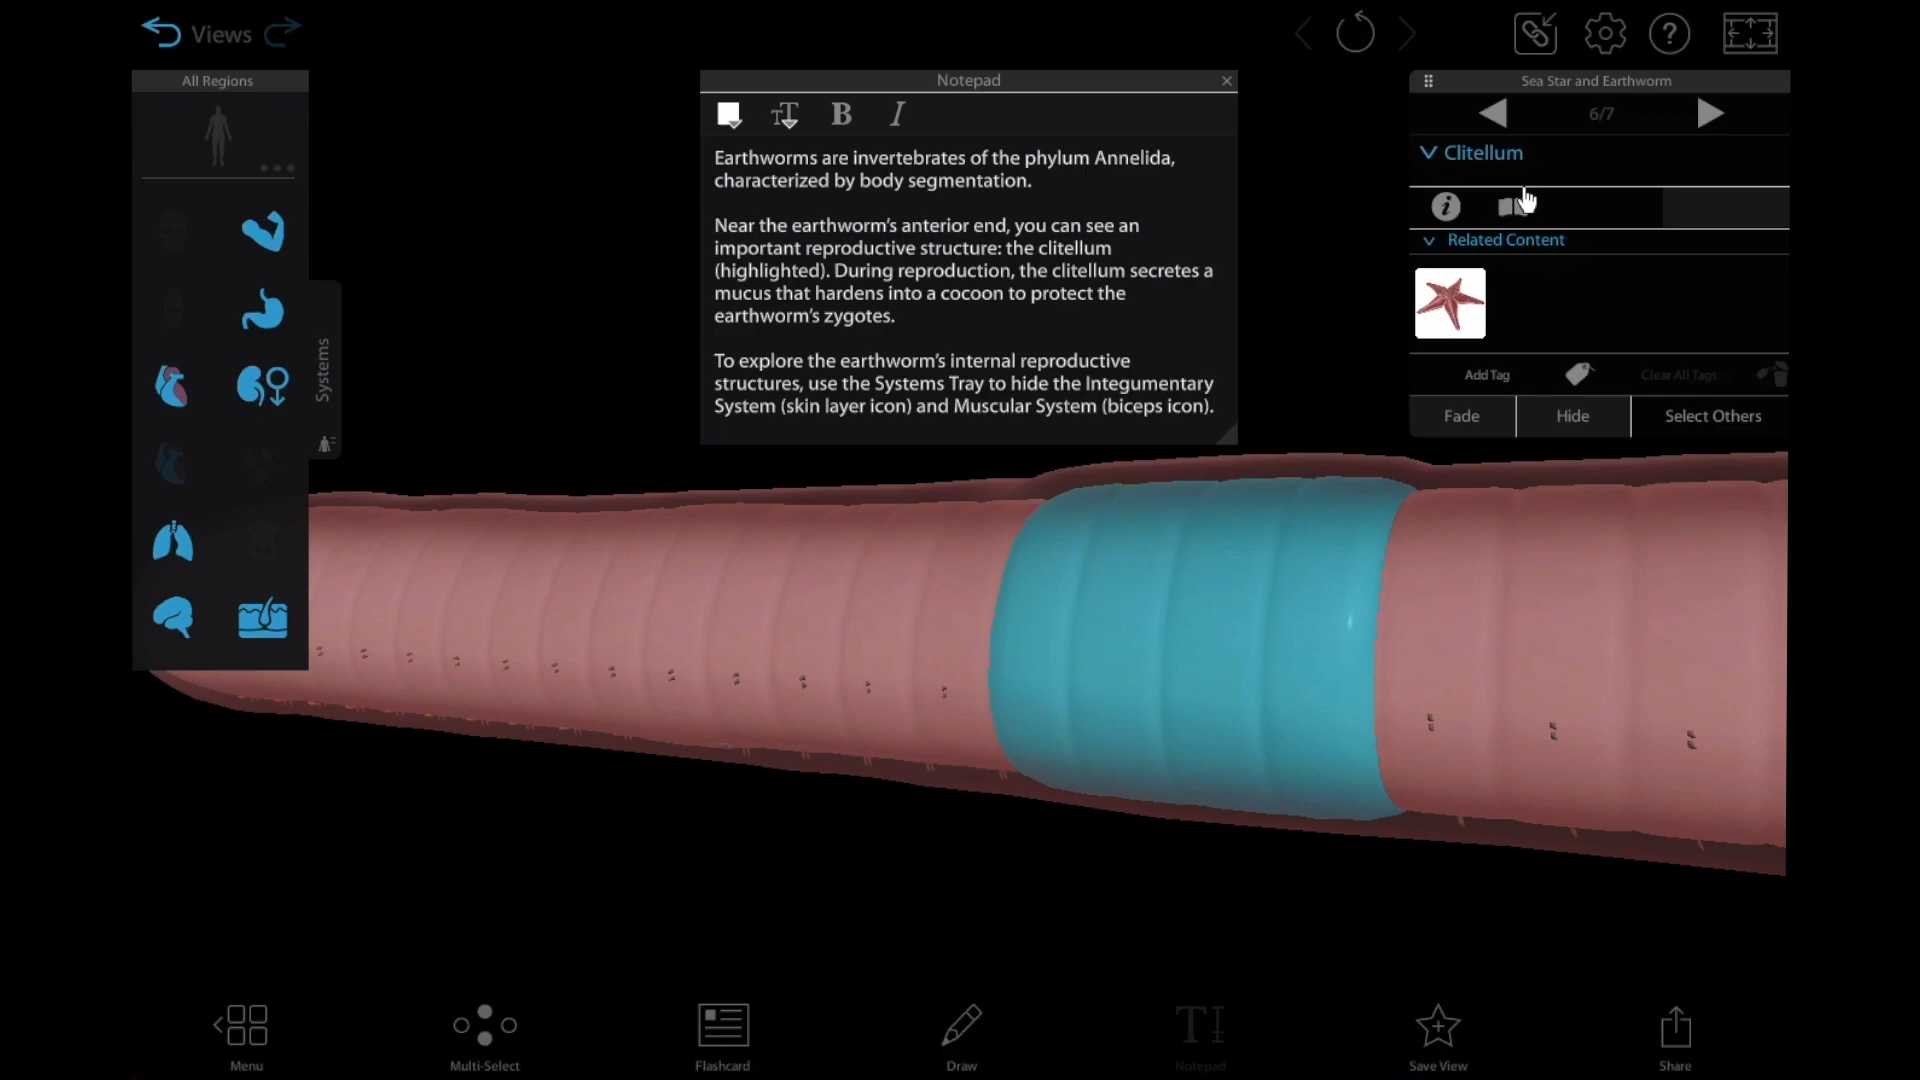 Views
All Regions
Systems
Notepad
B I
Earthworms are invertebrates of the phylum Annelida,
characterized by body segmentation.
Near the earthworm's anterior end, you can see an
important reproductive structure: the clitellum
(highlighted). During reproduction, the clitellum secretes a
mucus that hardens into a cocoon to protect the
earthworm's zygotes.
To explore the earthworm's internal reproductive
structures, use the Systems Tray to hide the Integumentary
System (skin layer icon) and Muscular System (biceps icon).
Sea Star and Earthworm
6/7
Clitellum
Related Content
Add Tag
Clear All Tags
Fade
Hide
Select Others
Menu
Multi-Select
Flashcard
Draw
Notepad
Save View
Share